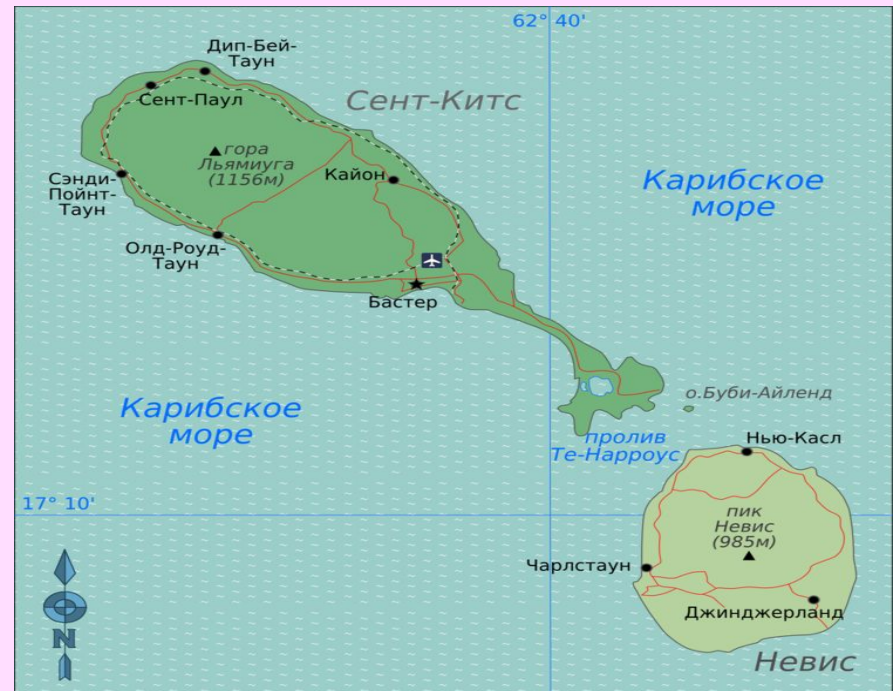 62° 40'
Дип-Бей-
Таун
Сент-Паул
Сент-Китс
гора
Льямиуга
(1156м)
Кайон
Сэнди-
Пойнт-
Таун
Карибское
море
Олд-Роуд-
Таун
Бастер
Карибское
море
о.Буби-Айленд
пролив
Те-Нарроус
Нью-Касл
17° 10'
пик
Невис
(985м)
Чарлстаун
Джинджерланд
N
Невис